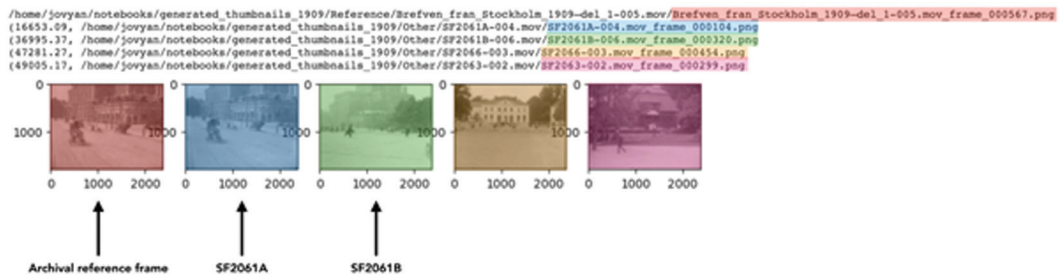 /home/jovyan/notebooks/generated_thumbnails_1909/Reference/Brefven_fran_Stockholm_1909—del_1-005.mov/Brefven_fran_Stockholm_1909—del_1-005.mov_frame_000567.png
(16653.09, /home/jovyan/notebooks/generated_thumbnails_1909/Other/SF2061A-004.mov/SF2061A-004.mov_frame_000104.png
(36995.37, /home/jovyan/notebooks/generated_thumbnails_1909/Other/SF2061B-006.mov/SF2061B-006.mov_frame_000320.png
(47281.27, /home/jovyan/notebooks/generated_thumbnails_1909/Other/SF2066-003.mov/SF2066-003.mov_frame_000454.png
(49005.17, /home/jovyan/notebooks/generated_thumbnails_1909/Other/SF2063-002.mov/SF2063-002.mov_frame_000299.png
0 0 0 0 0
1000 1000 1000 1000 1000
0 1000 2000 0 1000 2000 0 1000 2000 0 1000 2000 0 1000 2000
Archival reference frame SF2061A SF2061B